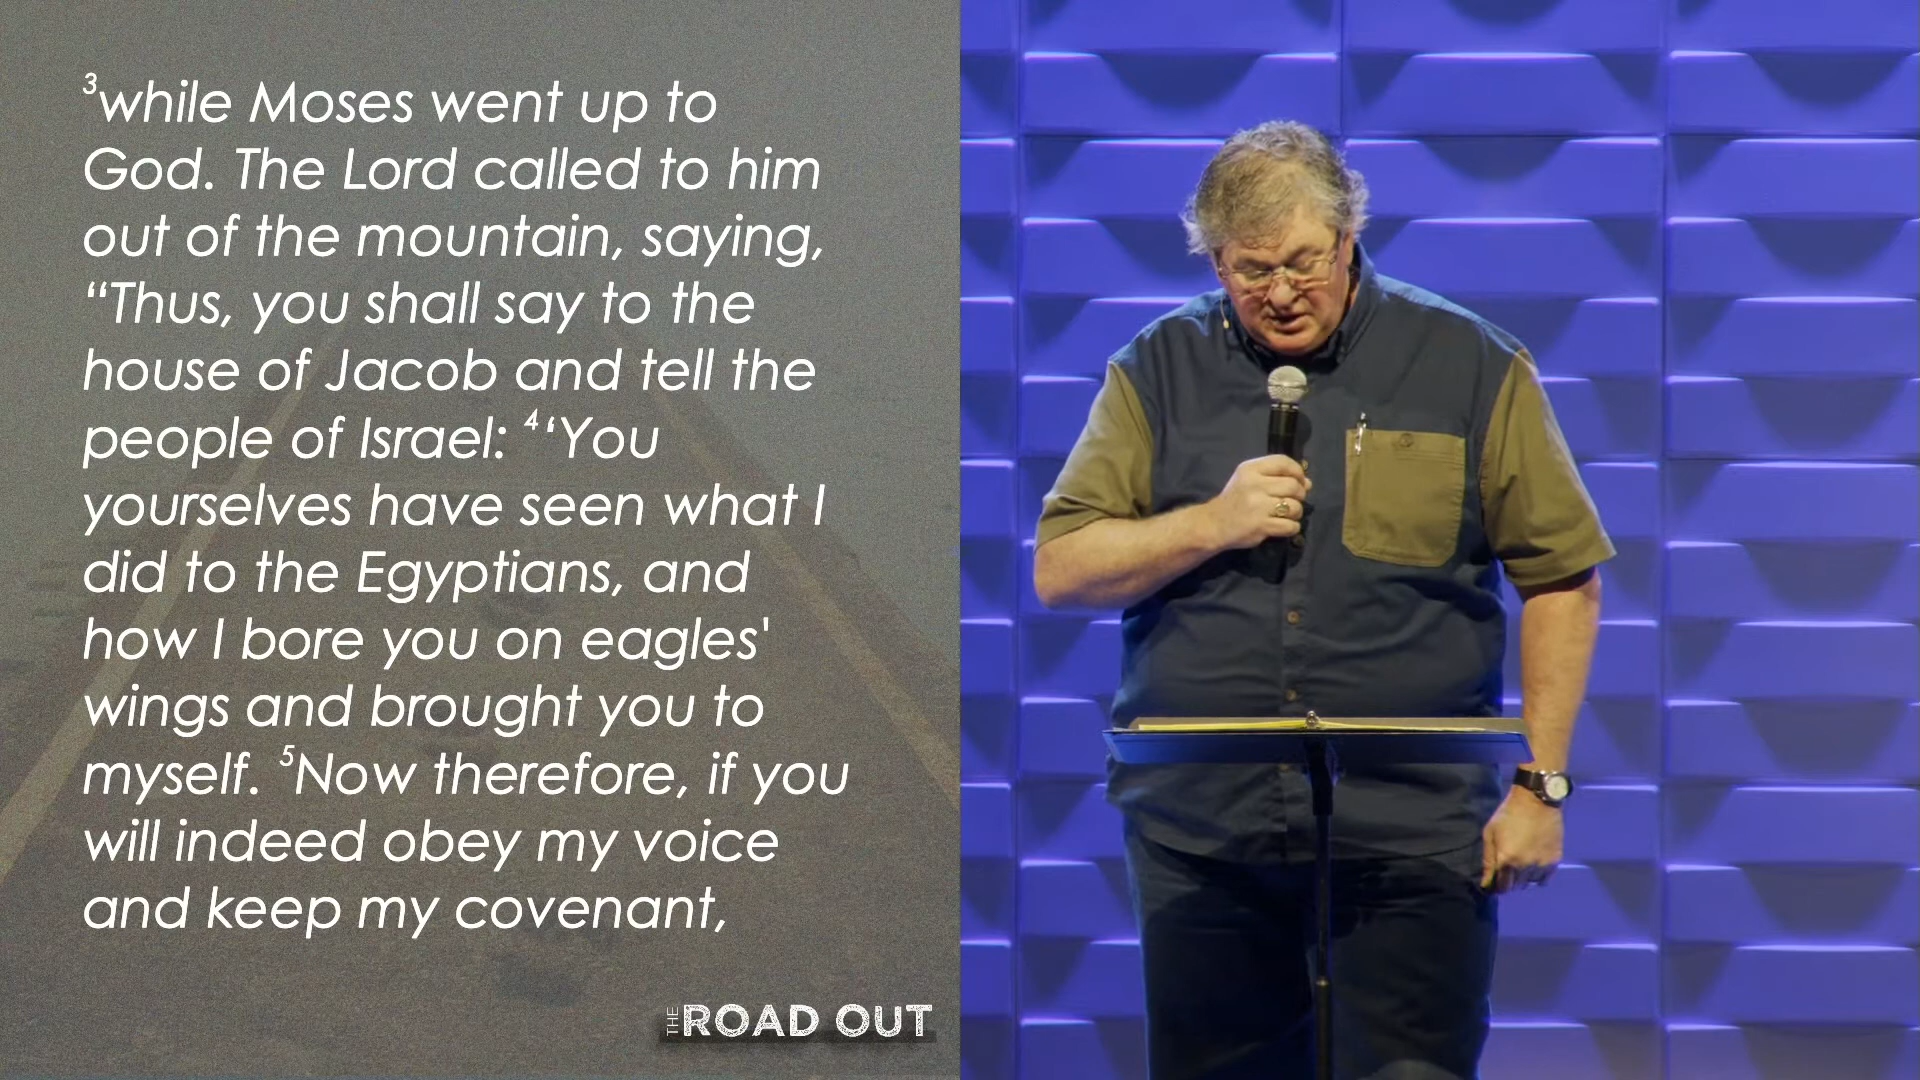 ³while Moses went up to
God. The Lord called to him
out of the mountain, saying,
“Thus, you shall say to the
house of Jacob and tell the
people of Israel: ⁴‘You
yourselves have seen what I
did to the Egyptians, and
how I bore you on eagles'
wings and brought you to
myself. ⁵Now therefore, if you
will indeed obey my voice
and keep my covenant,
THE ROAD OUT